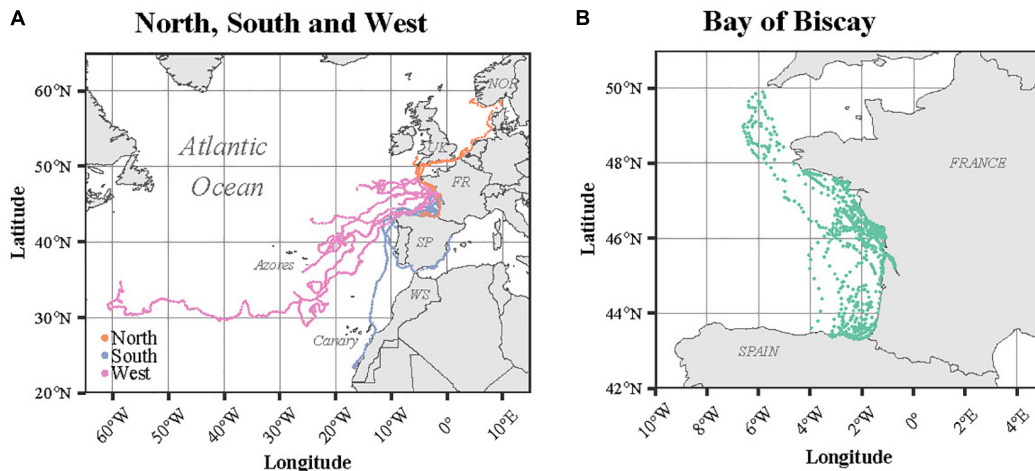 A
North, South and West
60°N
50°N
40°N
30°N
20°N
Latitude
Atlantic
Ocean
NOR
UK
FR
SP
Azores
WS
Canary
North
South
West
60°W
50°W
40°W
30°W
20°W
10°W
0°
10°E
Longitude
B
Bay of Biscay
50°N
48°N
46°N
44°N
42°N
Latitude
FRANCE
SPAIN
10°W
8°W
6°W
4°W
2°W
0°
2°E
4°E
6°E
Longitude